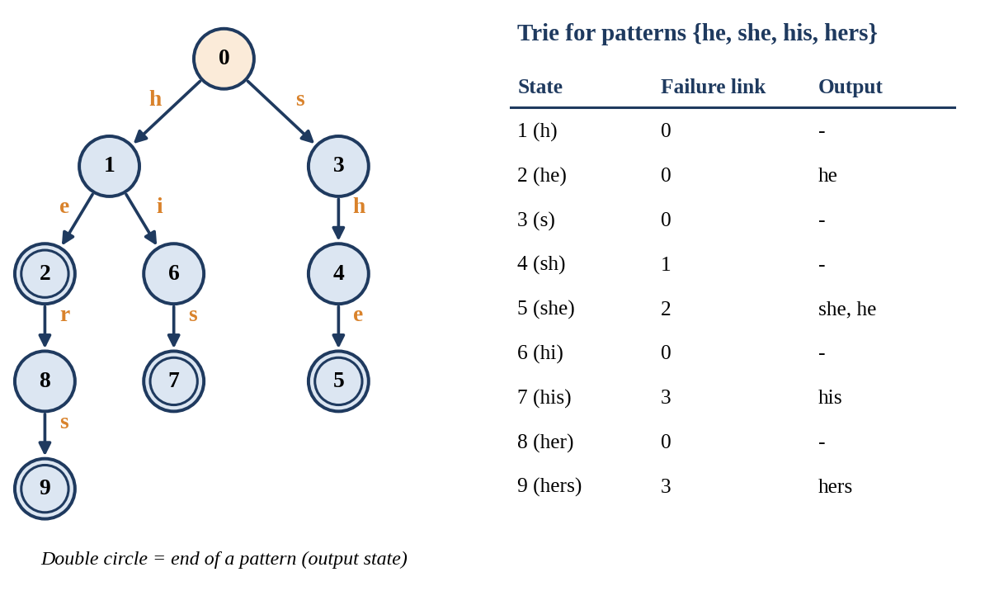 0
h
s
1
3
e
i
h
2
6
4
r
s
e
8
7
5
s
9
Double circle = end of a pattern (output state)
Trie for patterns {he, she, his, hers}
State Failure link Output
1 (h) 0 -
2 (he) 0 he
3 (s) 0 -
4 (sh) 1 -
5 (she) 2 she, he
6 (hi) 0 -
7 (his) 3 his
8 (her) 0 -
9 (hers) 3 hers